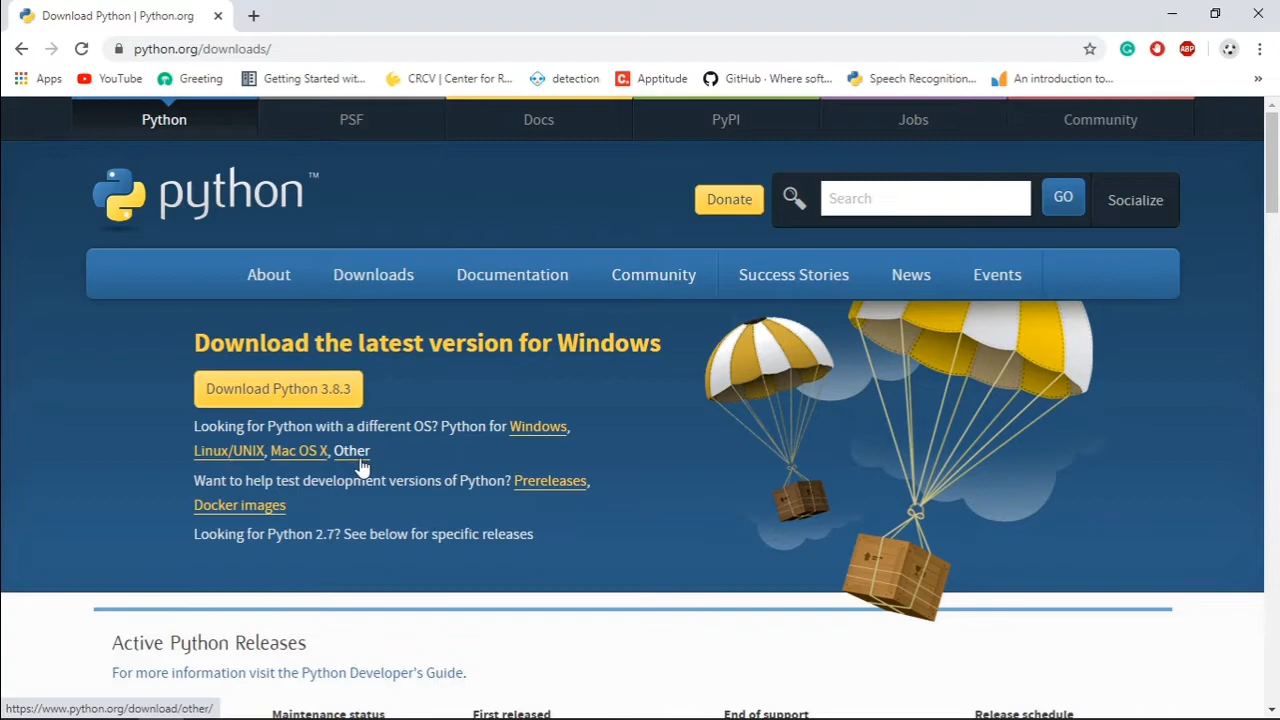 Download Python | Python.org
python.org/downloads/
Apps YouTube Greeting Getting Started wit... CRCV | Center for R... detection Apptitude GitHub · Where soft... Speech Recognition... An introduction to... »
Python PSF Docs PyPI Jobs Community
python™
Donate Search GO Socialize
About Downloads Documentation Community Success Stories News Events
Download the latest version for Windows
Download Python 3.8.3
Looking for Python with a different OS? Python for Windows,
Linux/UNIX, Mac OS X, Other
Want to help test development versions of Python? Prereleases,
Docker images
Looking for Python 2.7? See below for specific releases
Active Python Releases
For more information visit the Python Developer's Guide.
https://www.python.org/download/other/
Maintenance status First released End of support Release schedule